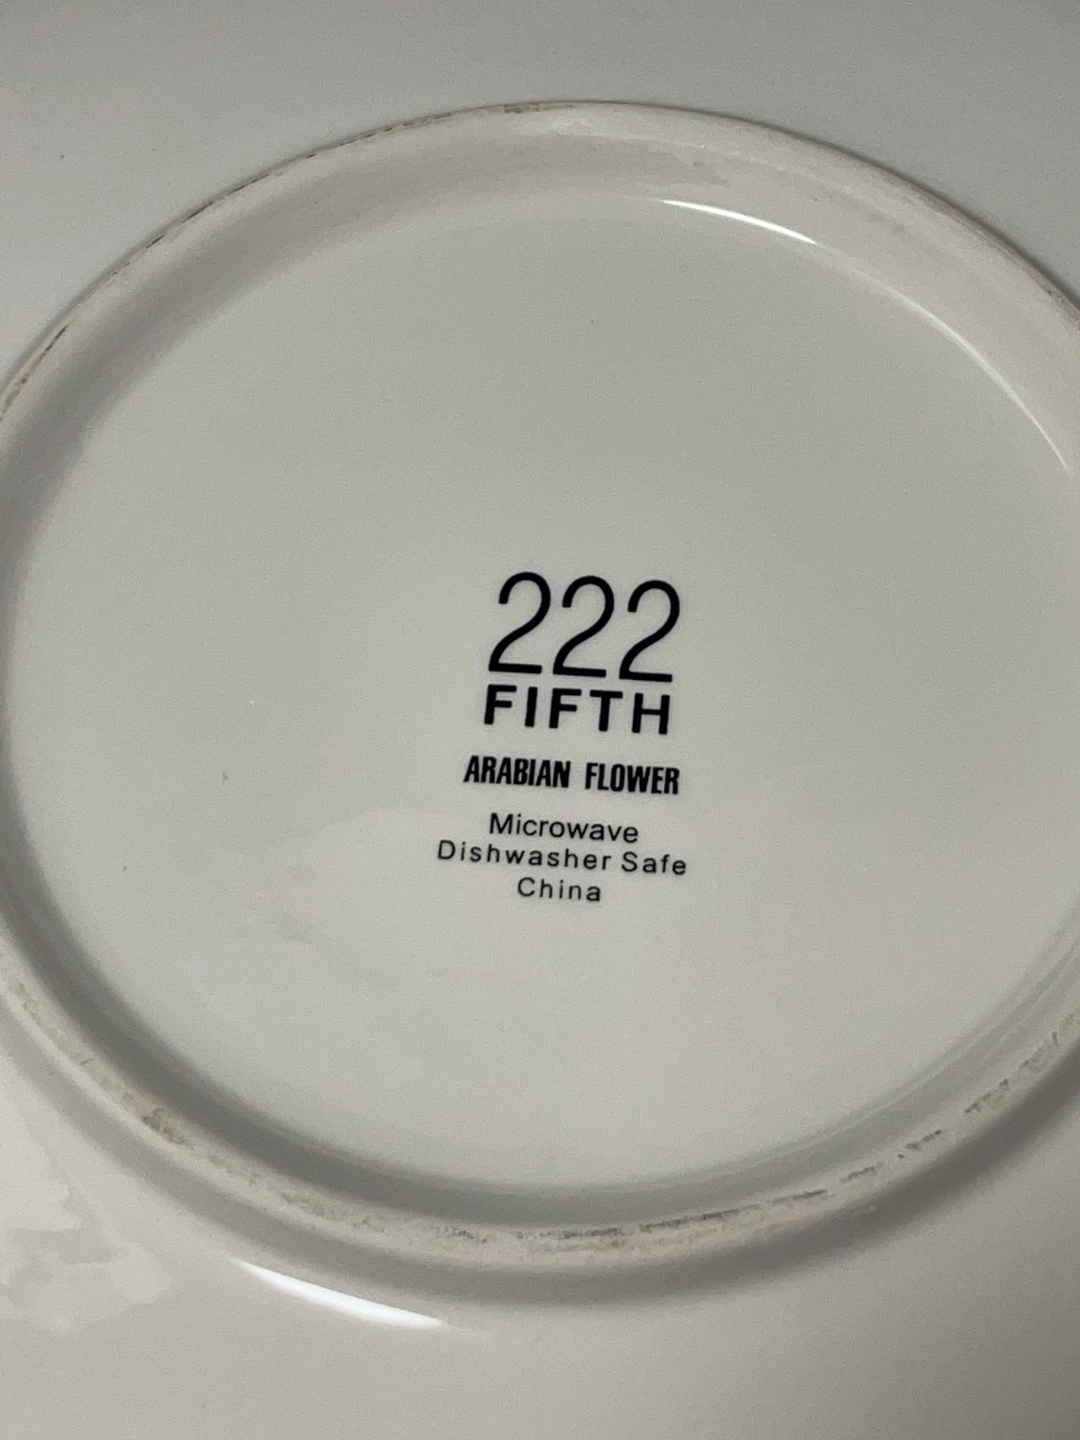 222
FIFTH
ARABIAN FLOWER
Microwave
Dishwasher Safe
China